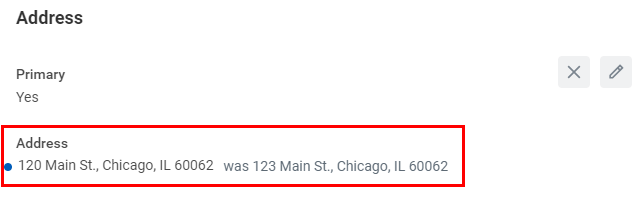 Address
Primary
Yes
Address
120 Main St., Chicago, IL 60062 was 123 Main St., Chicago, IL 60062